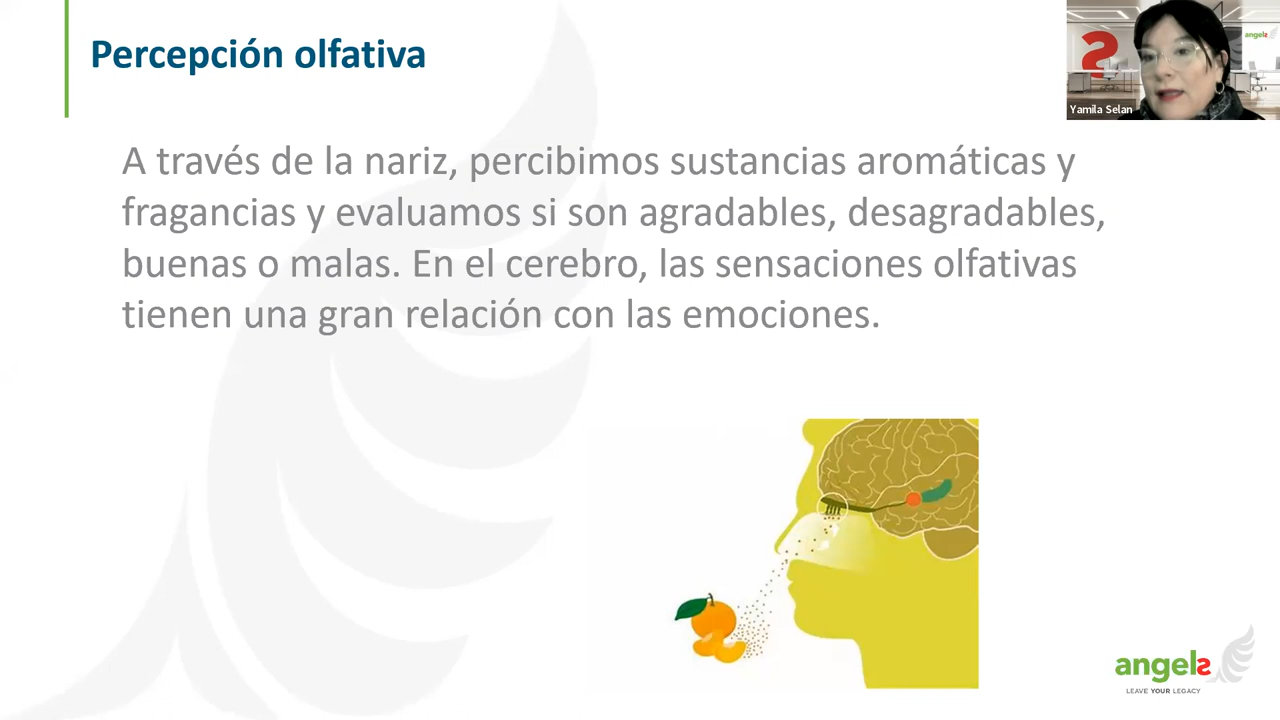 Percepción olfativa
angels
Yamila Selan
A través de la nariz, percibimos sustancias aromáticas y
fragancias y evaluamos si son agradables, desagradables,
buenas o malas. En el cerebro, las sensaciones olfativas
tienen una gran relación con las emociones.
angels
LEAVE YOUR LEGACY